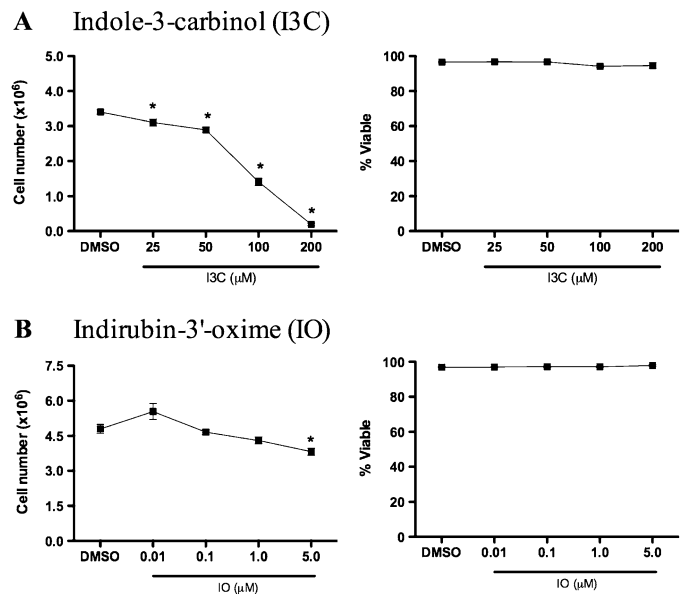 A Indole-3-carbinol (I3C)
Cell number (x10⁶)
5.0
4.0
3.0
2.0
1.0
0.0
*
*
*
*
DMSO 25 50 100 200
I3C (μM)
% Viable
100
80
60
40
20
0
DMSO 25 50 100 200
I3C (μM)
B Indirubin-3'-oxime (IO)
Cell number (x10⁶)
7.5
6.0
4.5
3.0
1.5
0.0
*
DMSO 0.01 0.1 1.0 5.0
IO (μM)
% Viable
100
80
60
40
20
0
DMSO 0.01 0.1 1.0 5.0
IO (μM)